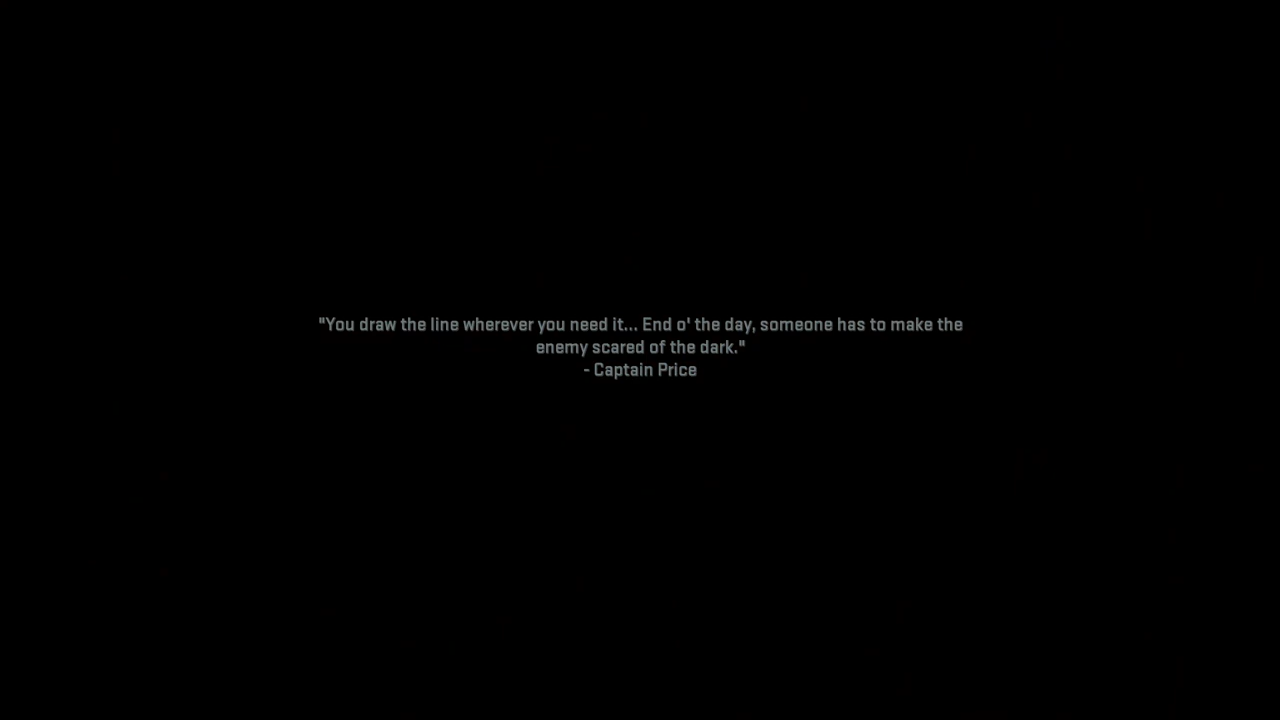 "You draw the line wherever you need it... End o' the day, someone has to make the
enemy scared of the dark."
- Captain Price